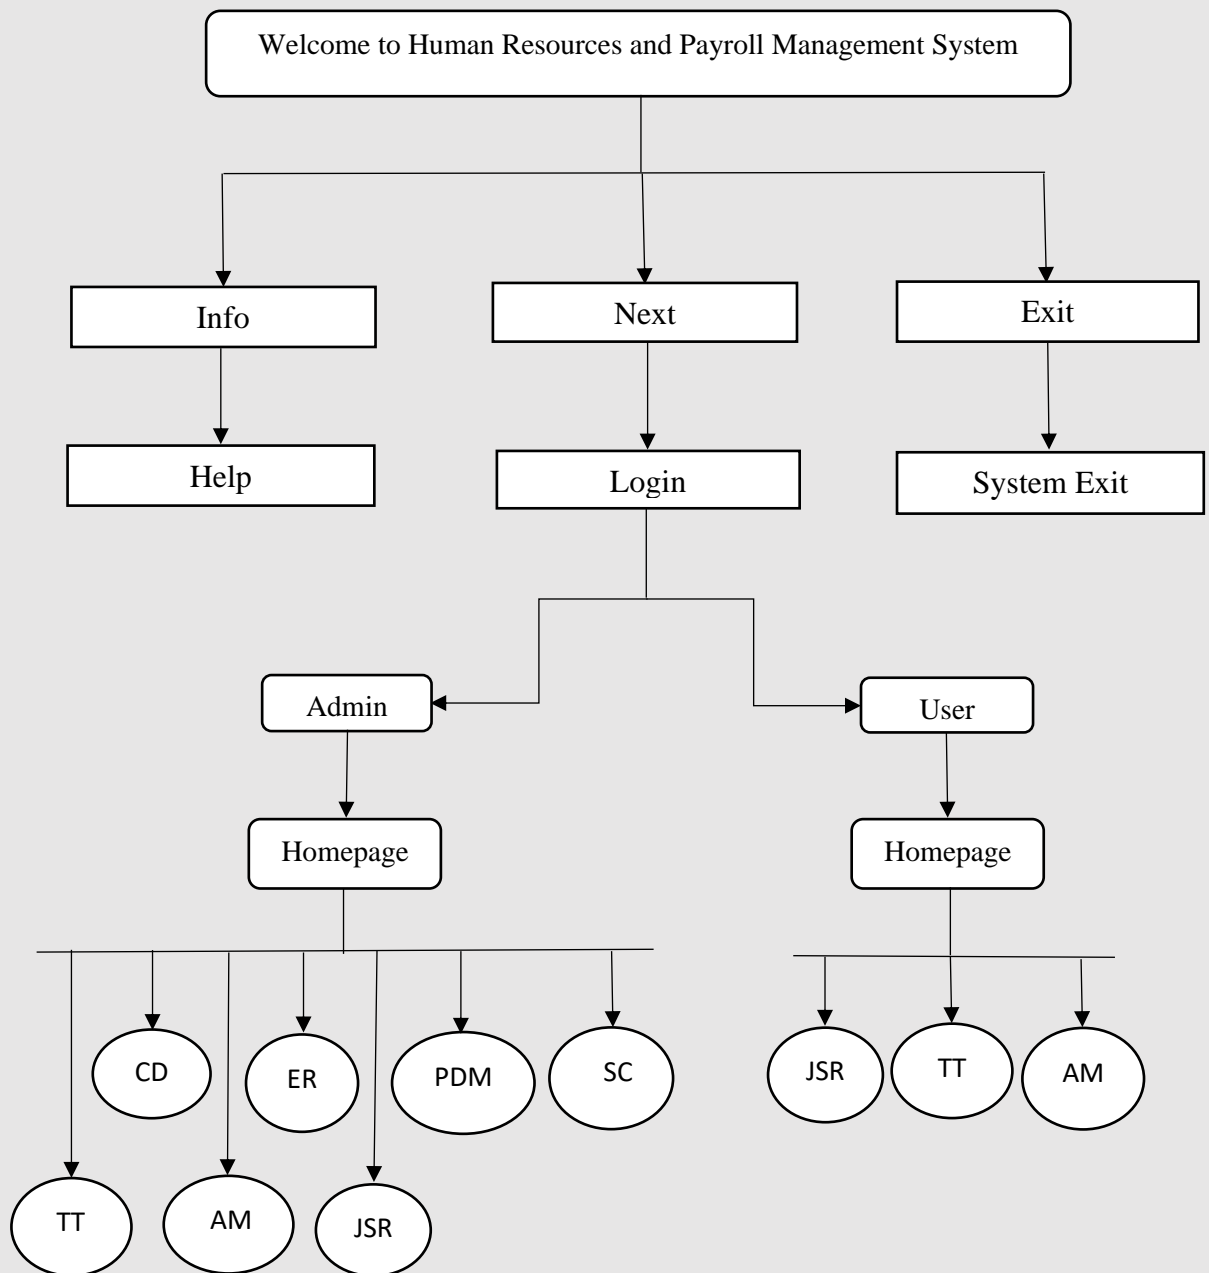 Welcome to Human Resources and Payroll Management System
Info
Next
Exit
Help
Login
System Exit
Admin
User
Homepage
Homepage
CD
ER
PDM
SC
JSR
TT
AM
TT
AM
JSR